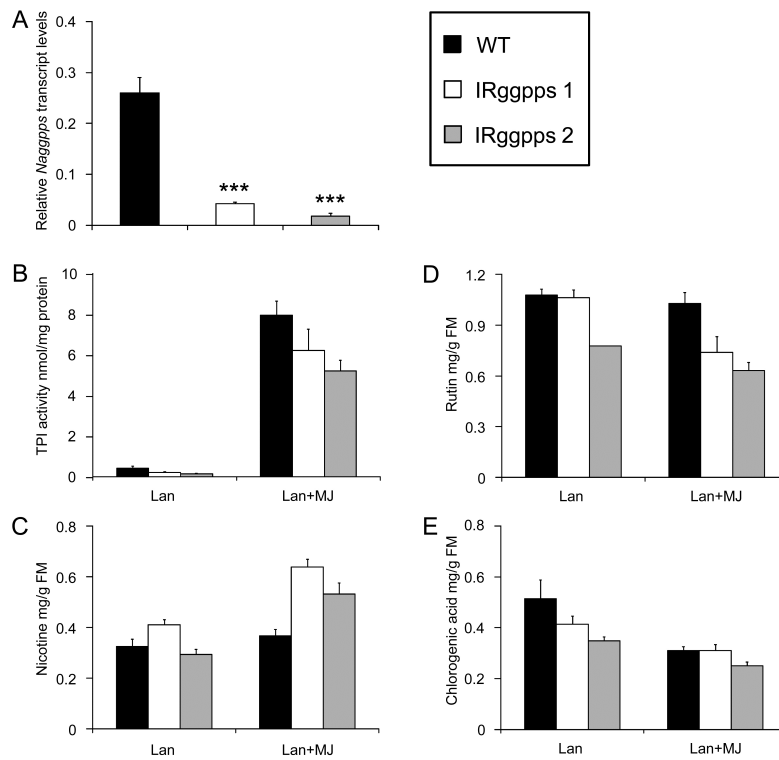 A
Relative Naggpps transcript levels
0.4
0.3
0.2
0.1
0
***
***
WT
IRggpps 1
IRggpps 2
B
TPI activity nmol/mg protein
10
8
6
4
2
0
Lan
Lan+MJ
D
Rutin mg/g FM
1.2
0.9
0.6
0.3
0
Lan
Lan+MJ
C
Nicotine mg/g FM
0.8
0.6
0.4
0.2
0
Lan
Lan+MJ
E
Chlorogenic acid mg/g FM
0.8
0.6
0.4
0.2
0
Lan
Lan+MJ